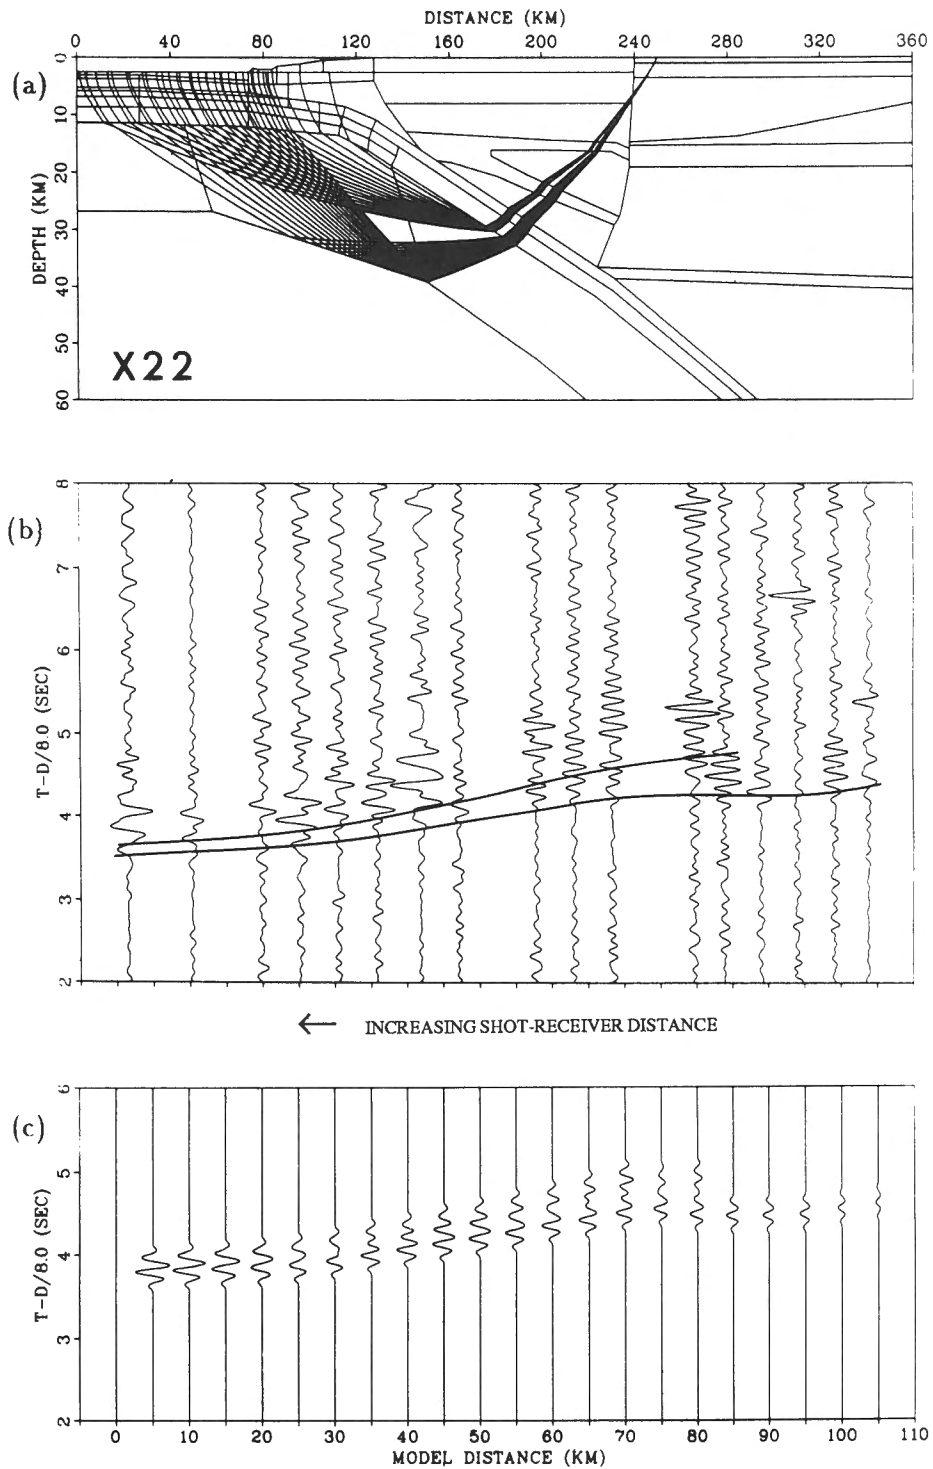 DISTANCE (KM)
0 40 80 120 160 200 240 280 320 360
(a)
0
10
20
30
40
50
60
DEPTH (KM)
X22
(b)
8
7
6
5
4
3
2
T-D/8.0 (SEC)
← INCREASING SHOT-RECEIVER DISTANCE
(c)
6
5
4
3
2
T-D/8.0 (SEC)
0 10 20 30 40 50 60 70 80 90 100 110
MODEL DISTANCE (KM)